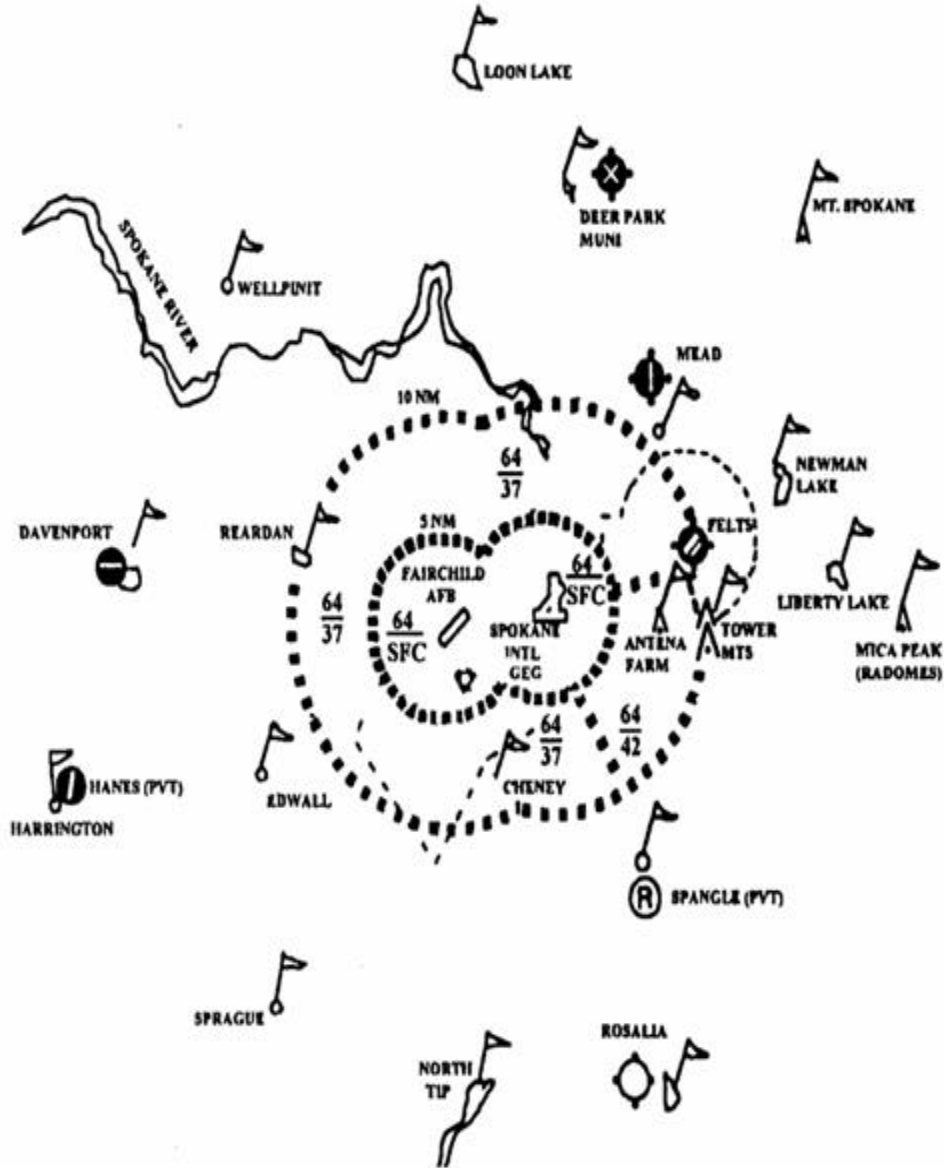 LOON LAKE
DEER PARK
MUNI
X
MT. SPOKANE
SPOKANE RIVER
WELLPINIT
MEAD
10 NM
64
37
NEWMAN
LAKE
DAVENPORT
REARDAN
5 NM
FELTS
FAIRCHILD
AFB
64
SFC
LIBERTY LAKE
64
37
64
SFC
SPOKANE
INTL
GEG
ANTENA
FARM
TOWER
MTS
MICA PEAK
(RADOMES)
64
37
64
42
HANES (PVT)
HARRINGTON
EDWALL
CHENEY
R
SPANGLE (PVT)
SPRAGUE
ROSALIA
NORTH
TIP